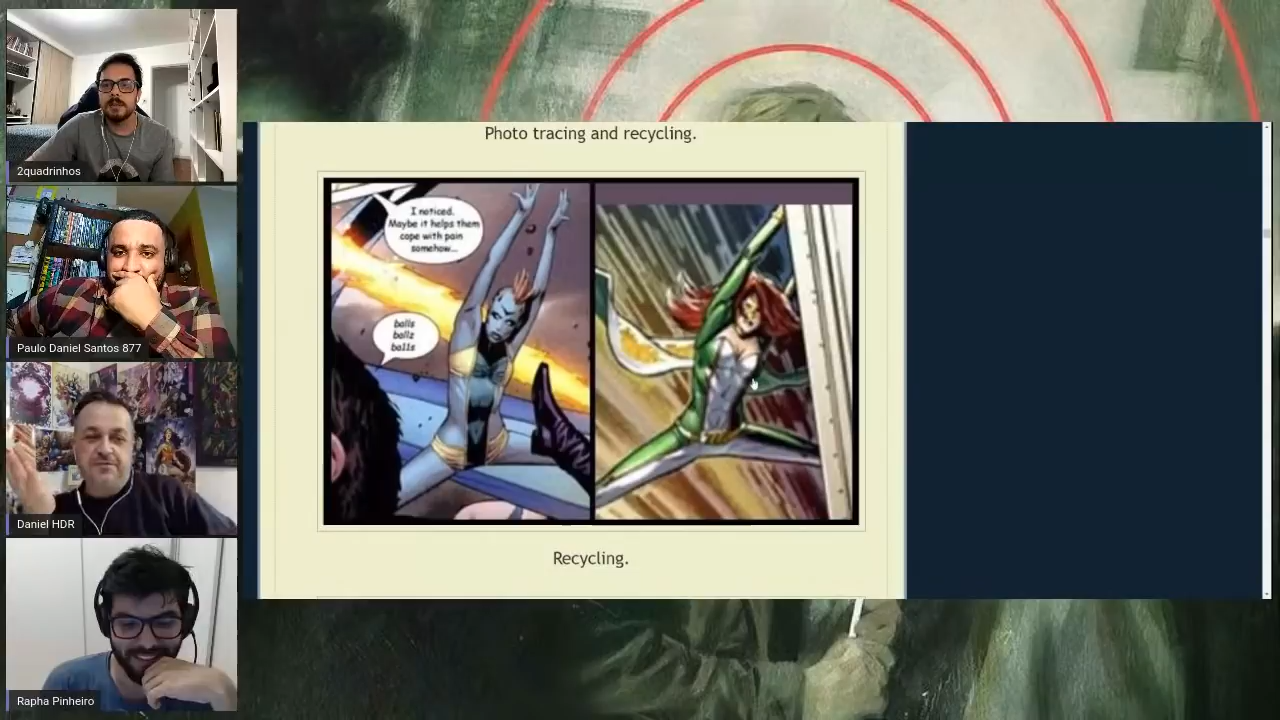 2quadrinhos
Paulo Daniel Santos 877
Daniel HDR
Rapha Pinheiro
Photo tracing and recycling.
I noticed.
Maybe it helps them
cope with pain
somehow...
balls
balls
balls
Recycling.